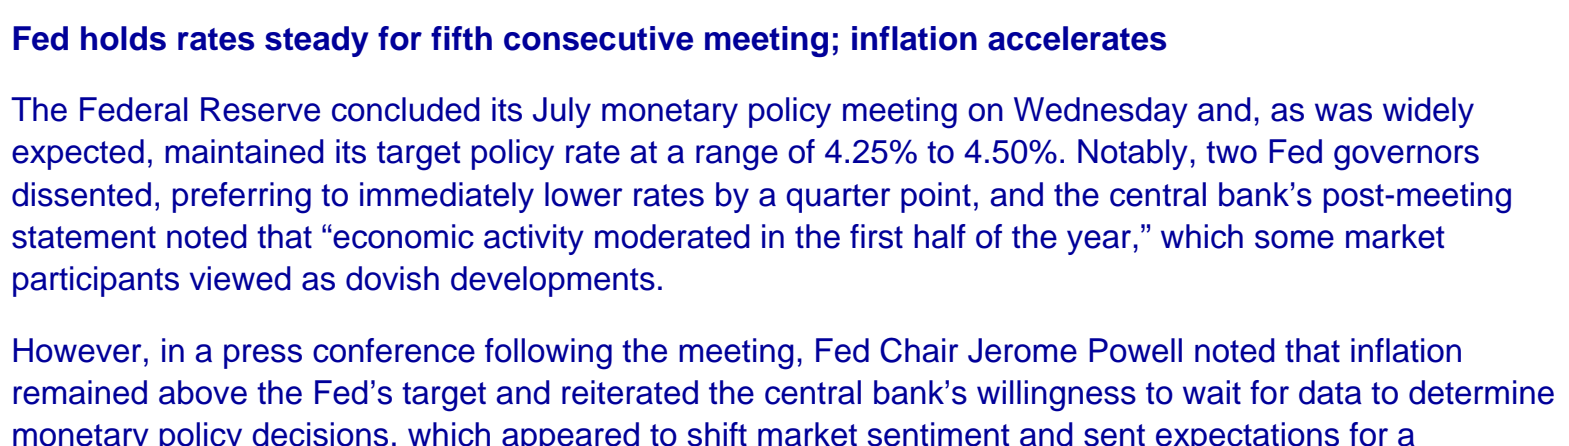 Fed holds rates steady for fifth consecutive meeting; inflation accelerates
The Federal Reserve concluded its July monetary policy meeting on Wednesday and, as was widely
expected, maintained its target policy rate at a range of 4.25% to 4.50%. Notably, two Fed governors
dissented, preferring to immediately lower rates by a quarter point, and the central bank’s post-meeting
statement noted that “economic activity moderated in the first half of the year,” which some market
participants viewed as dovish developments.
However, in a press conference following the meeting, Fed Chair Jerome Powell noted that inflation
remained above the Fed’s target and reiterated the central bank’s willingness to wait for data to determine
monetary policy decisions, which appeared to shift market sentiment and sent expectations for a